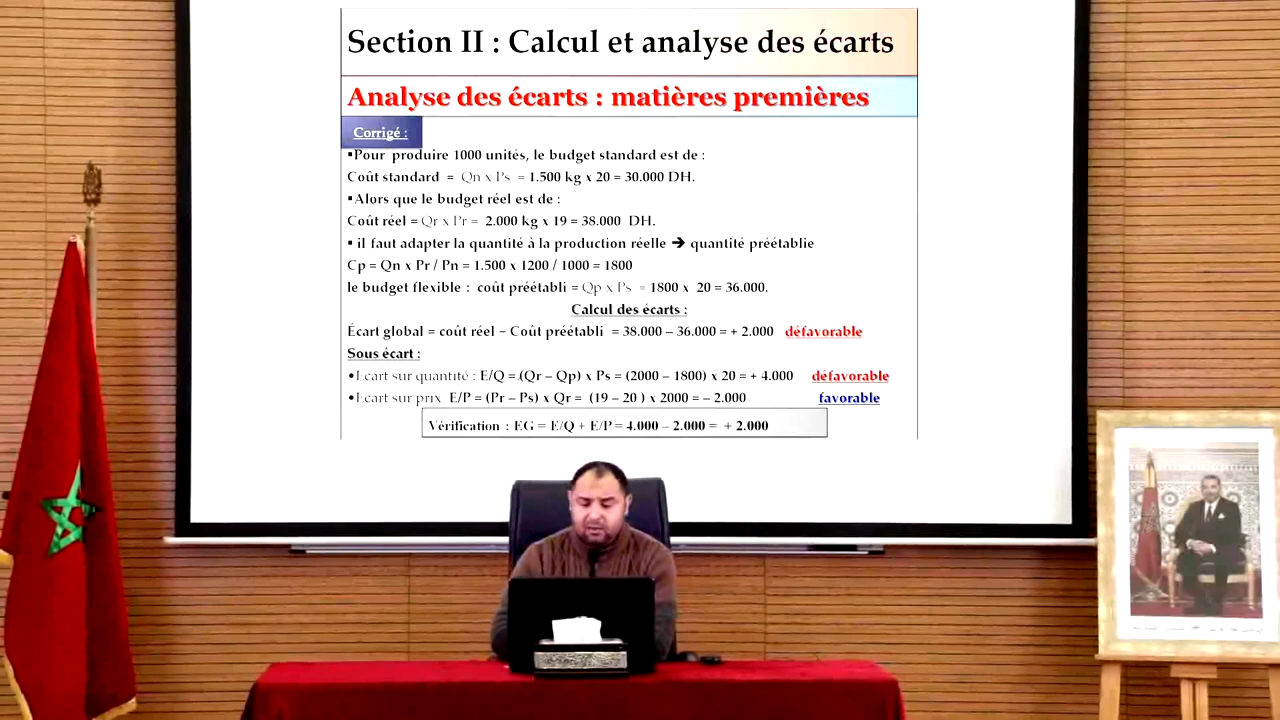 Section II : Calcul et analyse des écarts
Analyse des écarts : matières premières
Corrigé :
▪Pour produire 1000 unités, le budget standard est de :
Coût standard = Qn x Ps = 1.500 kg x 20 = 30.000 DH.
▪Alors que le budget réel est de :
Coût réel = Qr x Pr = 2.000 kg x 19 = 38.000 DH.
▪ il faut adapter la quantité à la production réelle ➔ quantité préétablie
Cp = Qn x Pr / Pn = 1.500 x 1200 / 1000 = 1800
le budget flexible : coût préétabli = Qp x Ps = 1800 x 20 = 36.000.
Calcul des écarts :
Écart global = coût réel – Coût préétabli = 38.000 – 36.000 = + 2.000 défavorable
Sous écart :
•Ecart sur quantité : E/Q = (Qr – Qp) x Ps = (2000 – 1800) x 20 = + 4.000 défavorable
•Ecart sur prix E/P = (Pr – Ps) x Qr = (19 – 20 ) x 2000 = – 2.000 favorable
Vérification : EG = E/Q + E/P = 4.000 – 2.000 = + 2.000